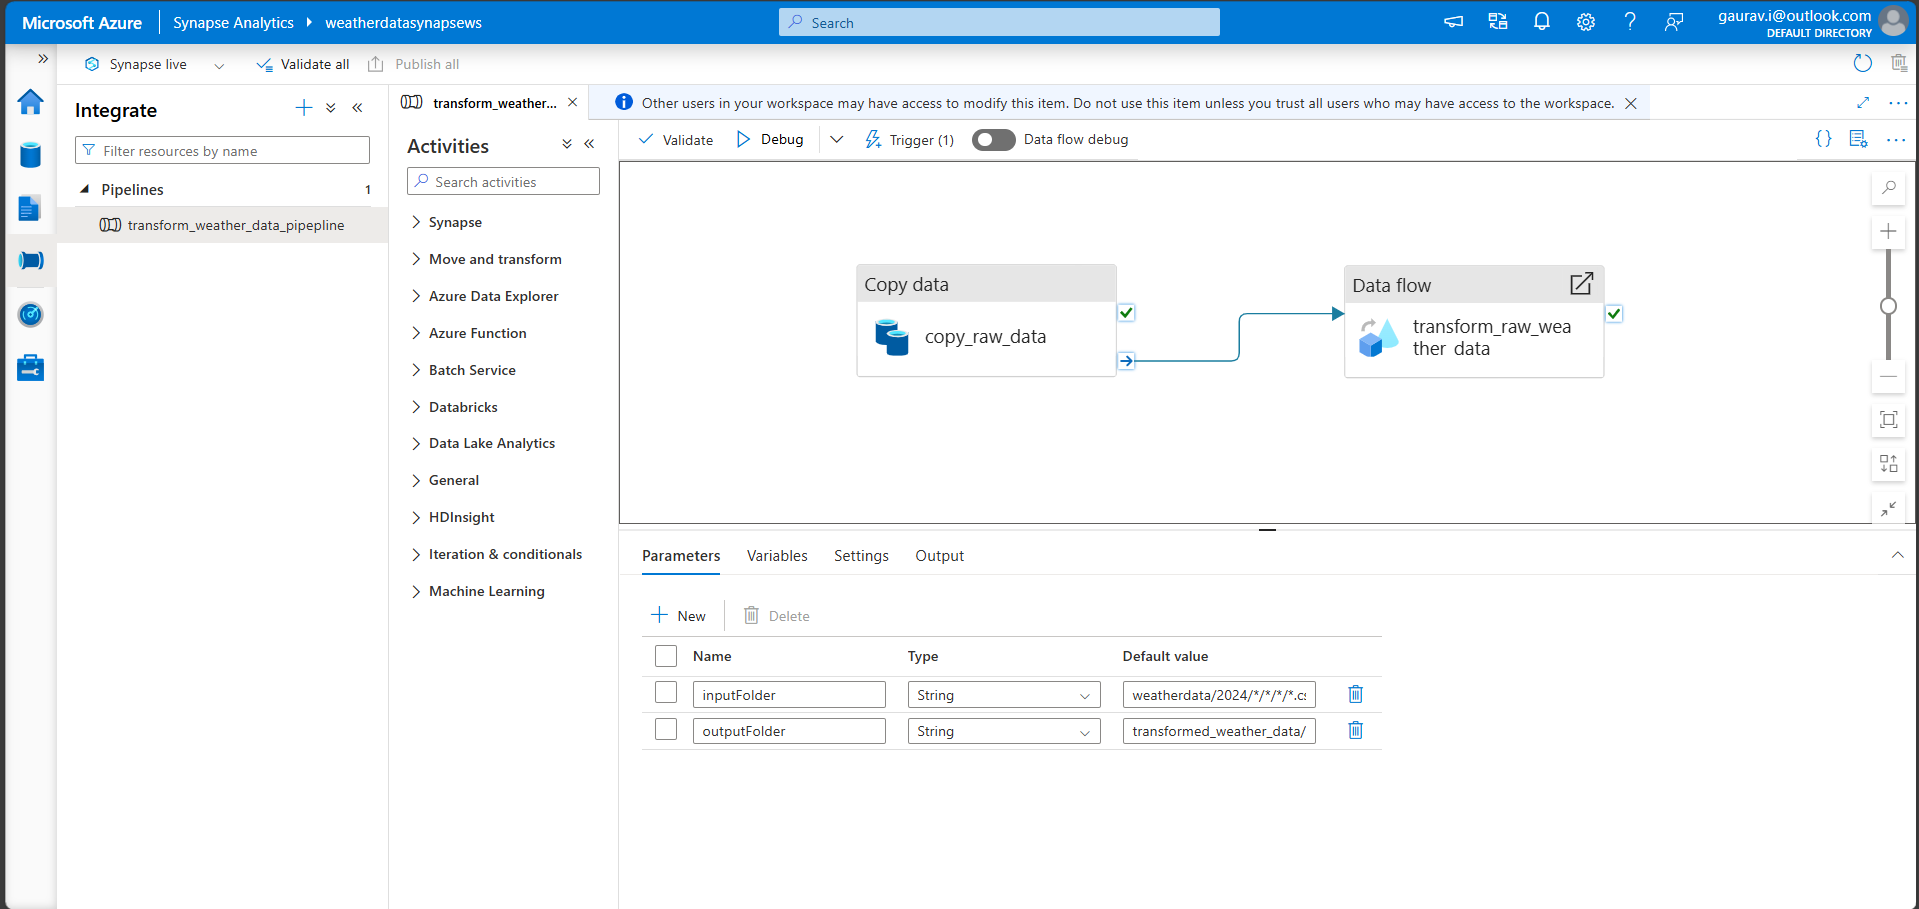 Microsoft Azure
Synapse Analytics
weatherdatasynapsews
Search
gaurav.i@outlook.com
DEFAULT DIRECTORY
Synapse live
Validate all
Publish all
Integrate
Filter resources by name
Pipelines 1
transform_weather_data_pipepline
transform_weather...
Other users in your workspace may have access to modify this item. Do not use this item unless you trust all users who may have access to the workspace.
Activities
Search activities
Synapse
Move and transform
Azure Data Explorer
Azure Function
Batch Service
Databricks
Data Lake Analytics
General
HDInsight
Iteration & conditionals
Machine Learning
Validate
Debug
Trigger (1)
Data flow debug
Copy data
copy_raw_data
Data flow
transform_raw_wea
ther_data
Parameters
Variables
Settings
Output
New
Delete
Name Type Default value
inputFolder String weatherdata/2024/*/*/*/*.cs
outputFolder String transformed_weather_data/